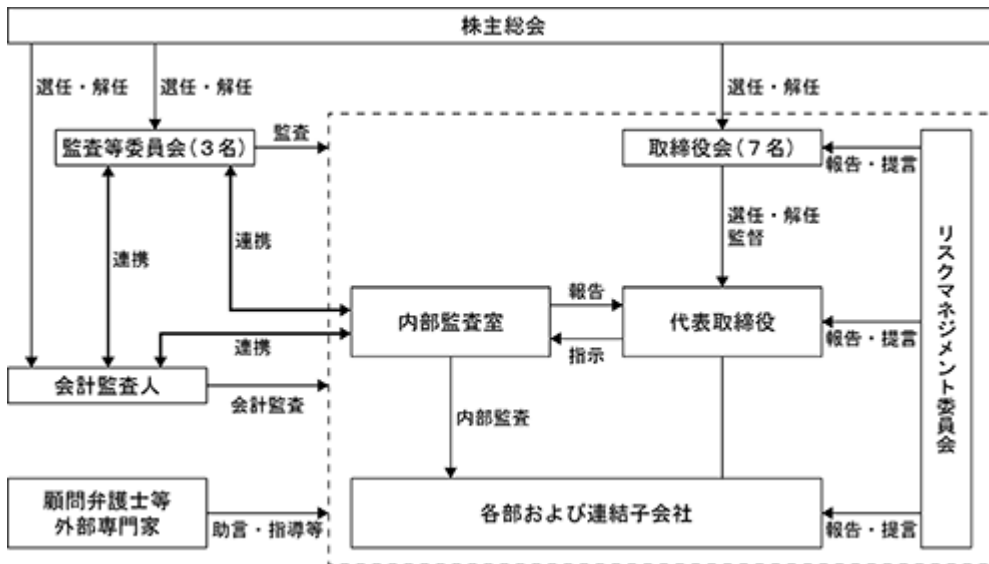 株主総会
選任・解任
選任・解任
選任・解任
監査等委員会(3名)
監査
取締役会(7名)
報告・提言
連携
連携
選任・解任
監督
リスクマネジメント委員会
内部監査室
報告
指示
代表取締役
報告・提言
連携
会計監査人
会計監査
内部監査
顧問弁護士等
外部専門家
助言・指導等
各部および連結子会社
報告・提言